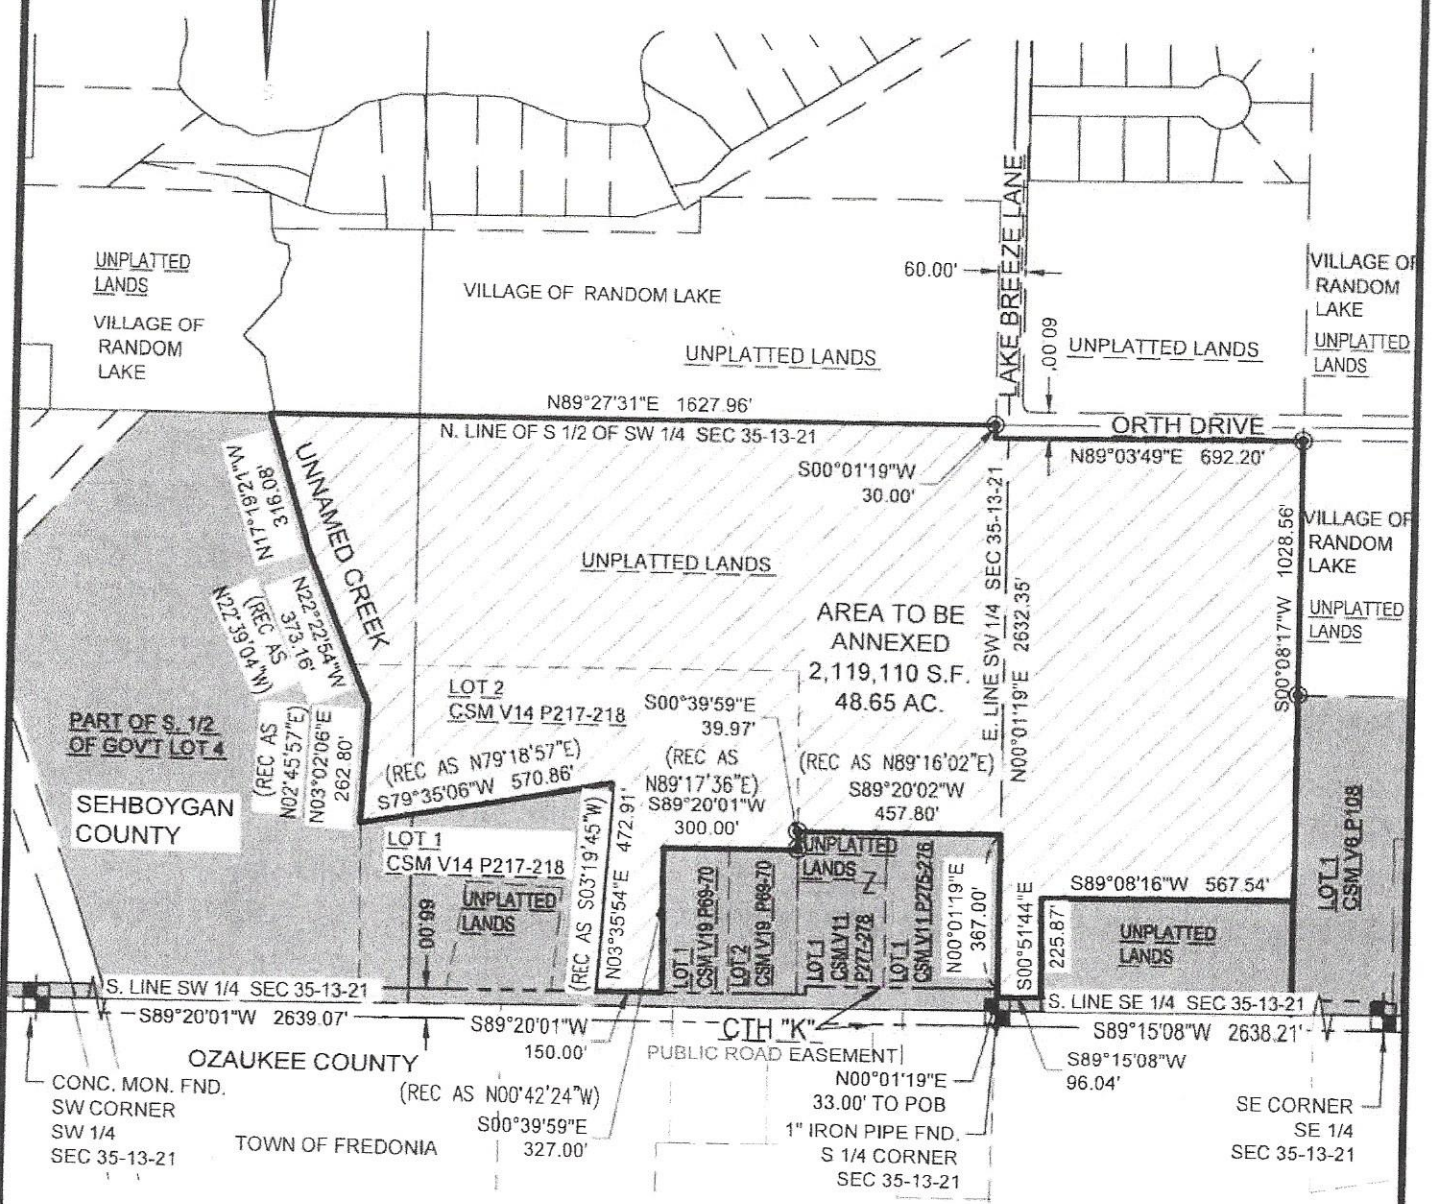 LAKE BREEZE LANE
60.00'
60.00'
UNPLATTED
LANDS
VILLAGE OF
RANDOM
LAKE
VILLAGE OF RANDOM LAKE
UNPLATTED LANDS
UNPLATTED LANDS
VILLAGE OF
RANDOM
LAKE
UNPLATTED
LANDS
N89°27'31"E 1627.96'
N. LINE OF S 1/2 OF SW 1/4 SEC 35-13-21
ORTH DRIVE
N89°03'49"E 692.20'
S00°01'19"W
30.00'
UNNAMED CREEK
N17°19'21"W
316.08'
N22°22'54"W
373.16'
(REC AS
N22°39'04"W)
UNPLATTED LANDS
AREA TO BE
ANNEXED
2,119,110 S.F.
48.65 AC.
E. LINE SW 1/4 SEC 35-13-21
N00°01'19"E 2632.35'
S00°08'17"W 1028.56'
VILLAGE OF
RANDOM
LAKE
UNPLATTED
LANDS
PART OF S. 1/2
OF GOV'T LOT 4
SEHBOYGAN
COUNTY
(REC AS
N02°45'57"E)
N03°02'06"E
262.80'
LOT 2
CSM V14 P217-218
(REC AS N79°18'57"E)
S79°35'06"W 570.86'
S00°39'59"E
39.97'
(REC AS
N89°17'36"E)
S89°20'01"W
300.00'
(REC AS N89°16'02"E)
S89°20'02"W
457.80'
LOT 1
CSM V14 P217-218
UNPLATTED
LANDS
66.00
(REC AS S03°19'45"W)
N03°35'54"E 472.91'
LOT 1
CSM V19 P69-70
LOT 2
CSM V19 P69-70
UNPLATTED
LANDS
LOT 1
CSM V11
P277-278
LOT 1
CSM V11 P275-276
N00°01'19"E
367.00'
S00°51'44"E
225.87'
S89°08'16"W 567.54'
UNPLATTED
LANDS
LOT 1
CSM V6 P108
S. LINE SW 1/4 SEC 35-13-21
S. LINE SE 1/4 SEC 35-13-21
S89°20'01"W 2639.07'
S89°20'01"W
150.00'
CTH "K"
PUBLIC ROAD EASEMENT
S89°15'08"W 2638.21'
S89°15'08"W
96.04'
OZAUKEE COUNTY
CONC. MON. FND.
SW CORNER
SW 1/4
SEC 35-13-21
TOWN OF FREDONIA
(REC AS N00°42'24"W)
S00°39'59"E
327.00'
N00°01'19"E
33.00' TO POB
1" IRON PIPE FND.
S 1/4 CORNER
SEC 35-13-21
SE CORNER
SE 1/4
SEC 35-13-21